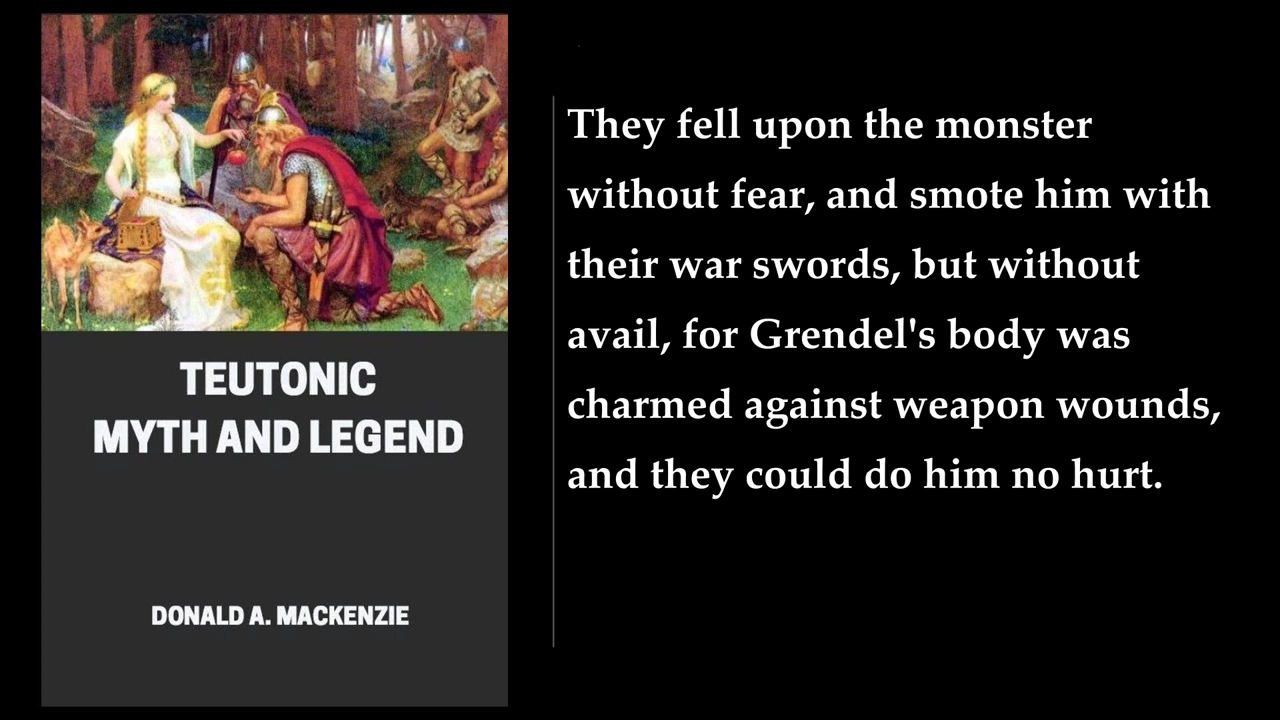 TEUTONIC
MYTH AND LEGEND
DONALD A. MACKENZIE
They fell upon the monster
without fear, and smote him with
their war swords, but without
avail, for Grendel's body was
charmed against weapon wounds,
and they could do him no hurt.